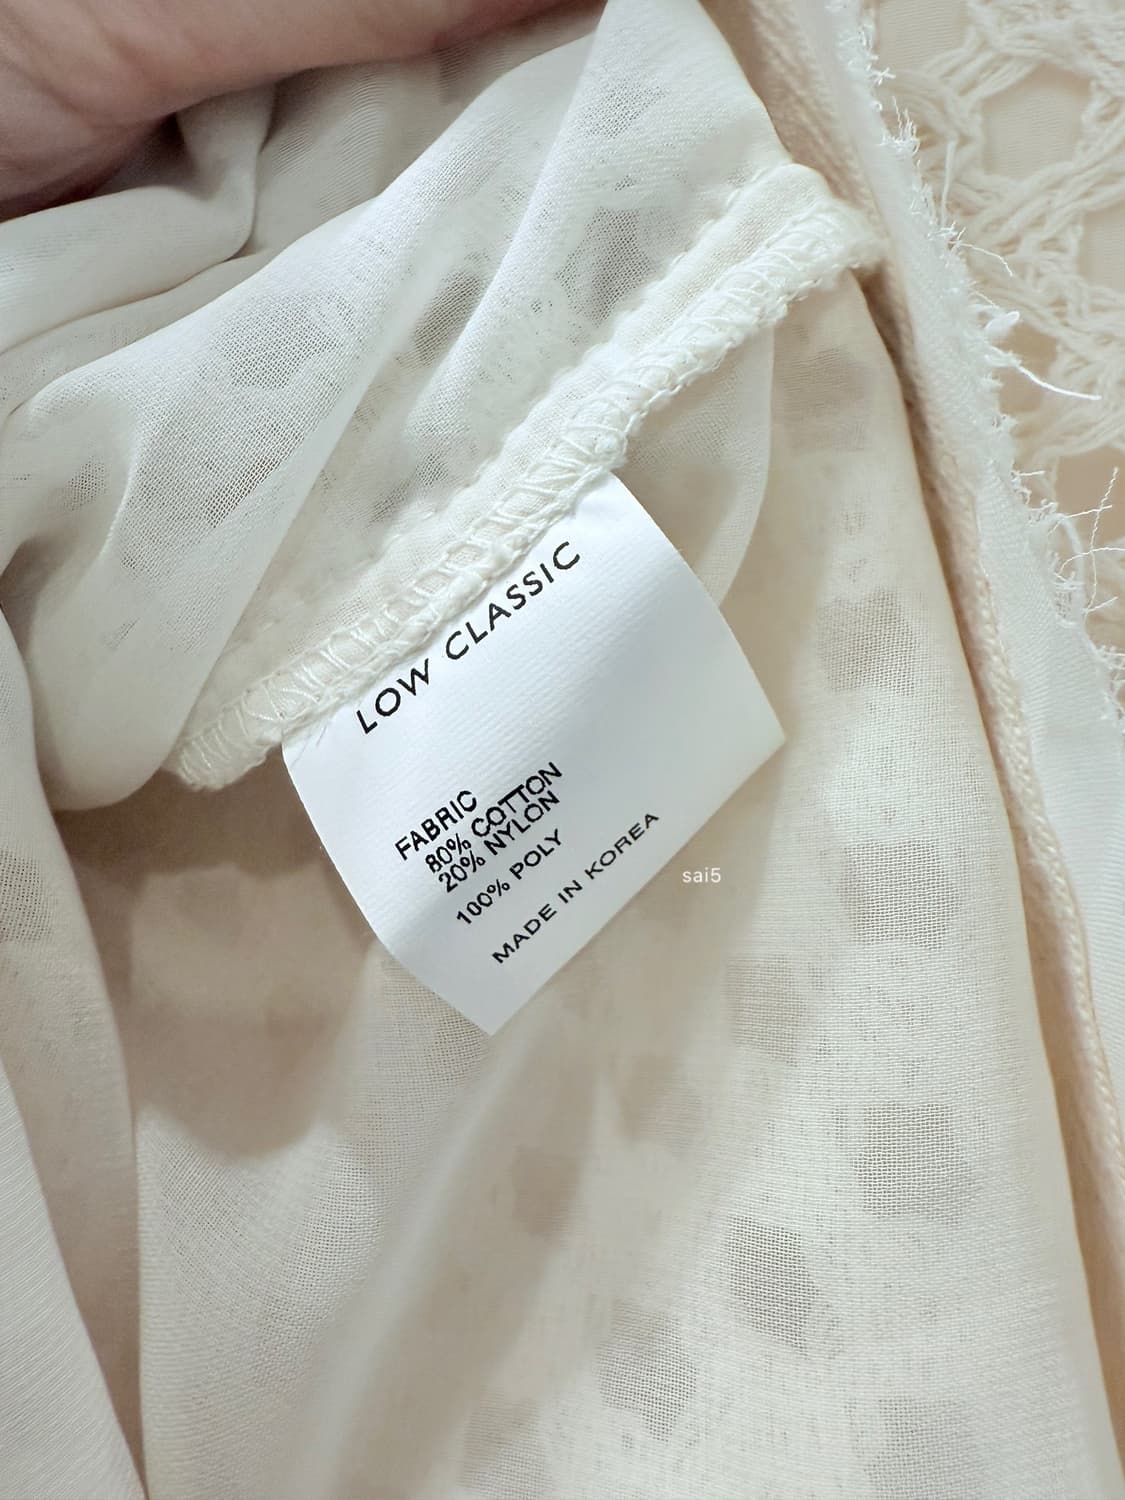 LOW CLASSIC
FABRIC
80% COTTON
20% NYLON
100% POLY
MADE IN KOREA
sai5